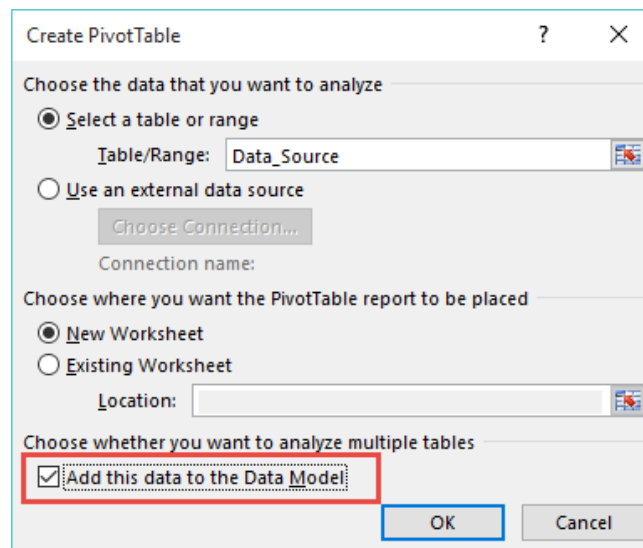 Create PivotTable ?
Choose the data that you want to analyze
Select a table or range
Table/Range: Data_Source
Use an external data source
Choose Connection...
Connection name:
Choose where you want the PivotTable report to be placed
New Worksheet
Existing Worksheet
Location:
Choose whether you want to analyze multiple tables
Add this data to the Data Model
OK Cancel